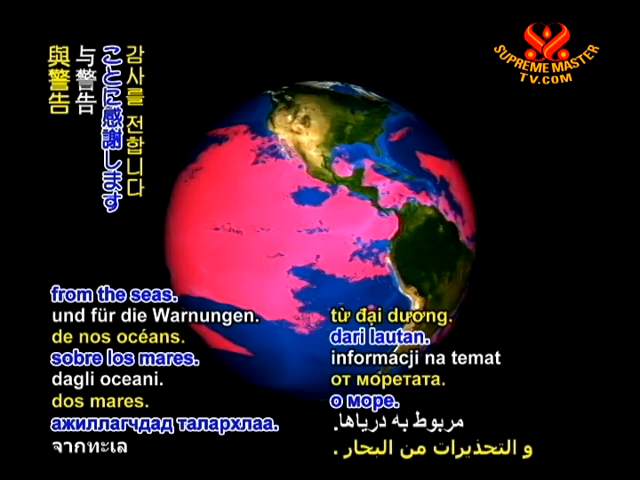 SUPREME MASTER
TV.COM
감사를 전합니다
ことに感謝します
与警告
與警告
from the seas.
und für die Warnungen.
de nos océans.
sobre los mares.
dagli oceani.
dos mares.
ажиллагчдад талархлаа.
จากทะเล
từ đại dương.
dari lautan.
informácji na temat
от моретата.
о море.
مربوط به دریاها.
و التحذيرات من البحار .